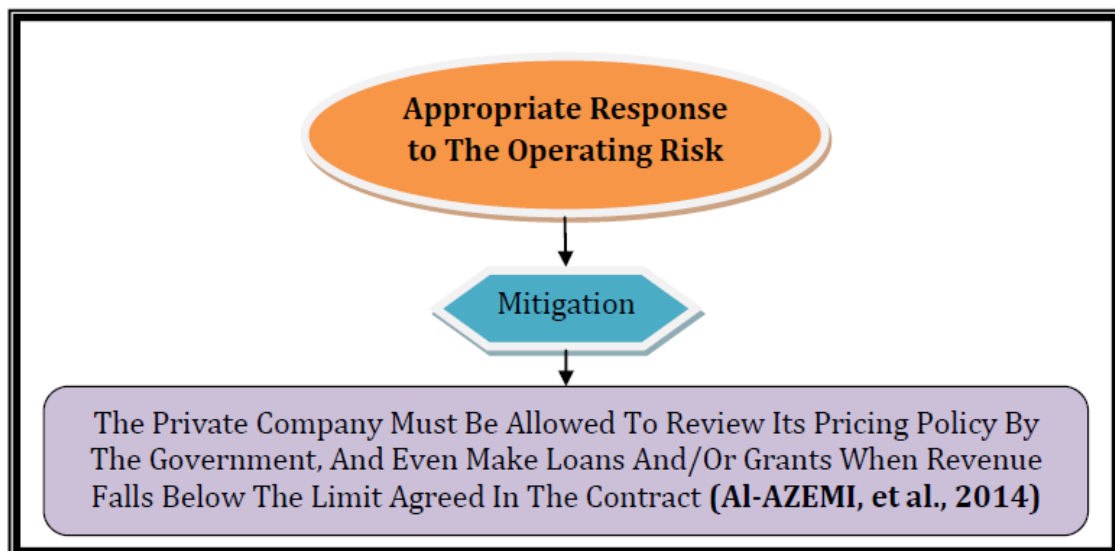 Appropriate Response
to The Operating Risk
Mitigation
The Private Company Must Be Allowed To Review Its Pricing Policy By
The Government, And Even Make Loans And/Or Grants When Revenue
Falls Below The Limit Agreed In The Contract (Al-AZEMI, et al., 2014)